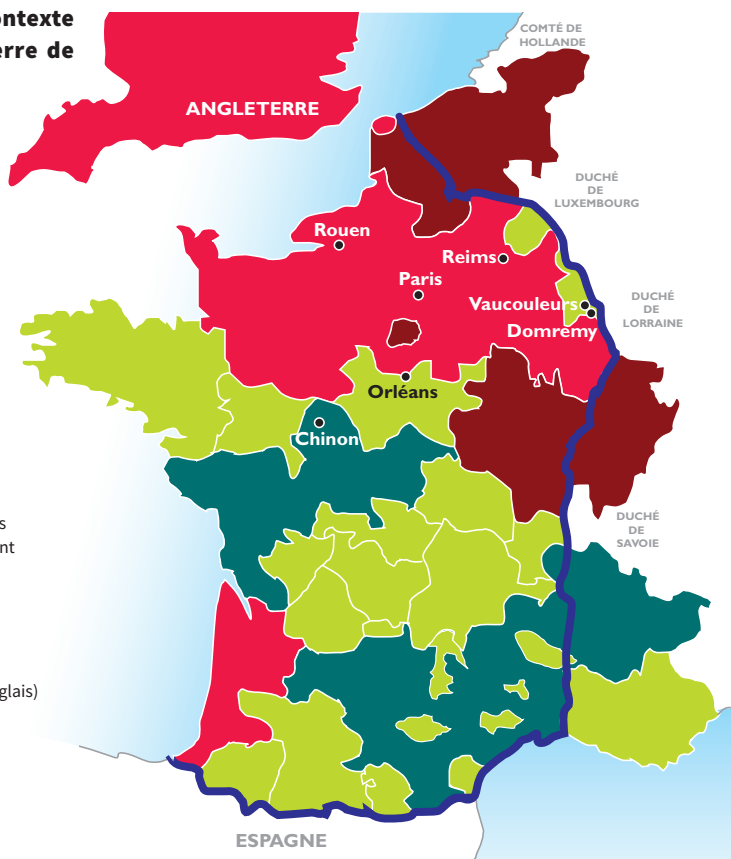 ontexte
erre de
COMTÉ DE
HOLLANDE
ANGLETERRE
DUCHÉ
DE
LUXEMBOURG
Rouen
Reims
Paris
Vaucouleurs
DUCHÉ
DE
LORRAINE
Domremy
Orléans
Chinon
s
nt
DUCHÉ
DE
SAVOIE
glais)
ESPAGNE